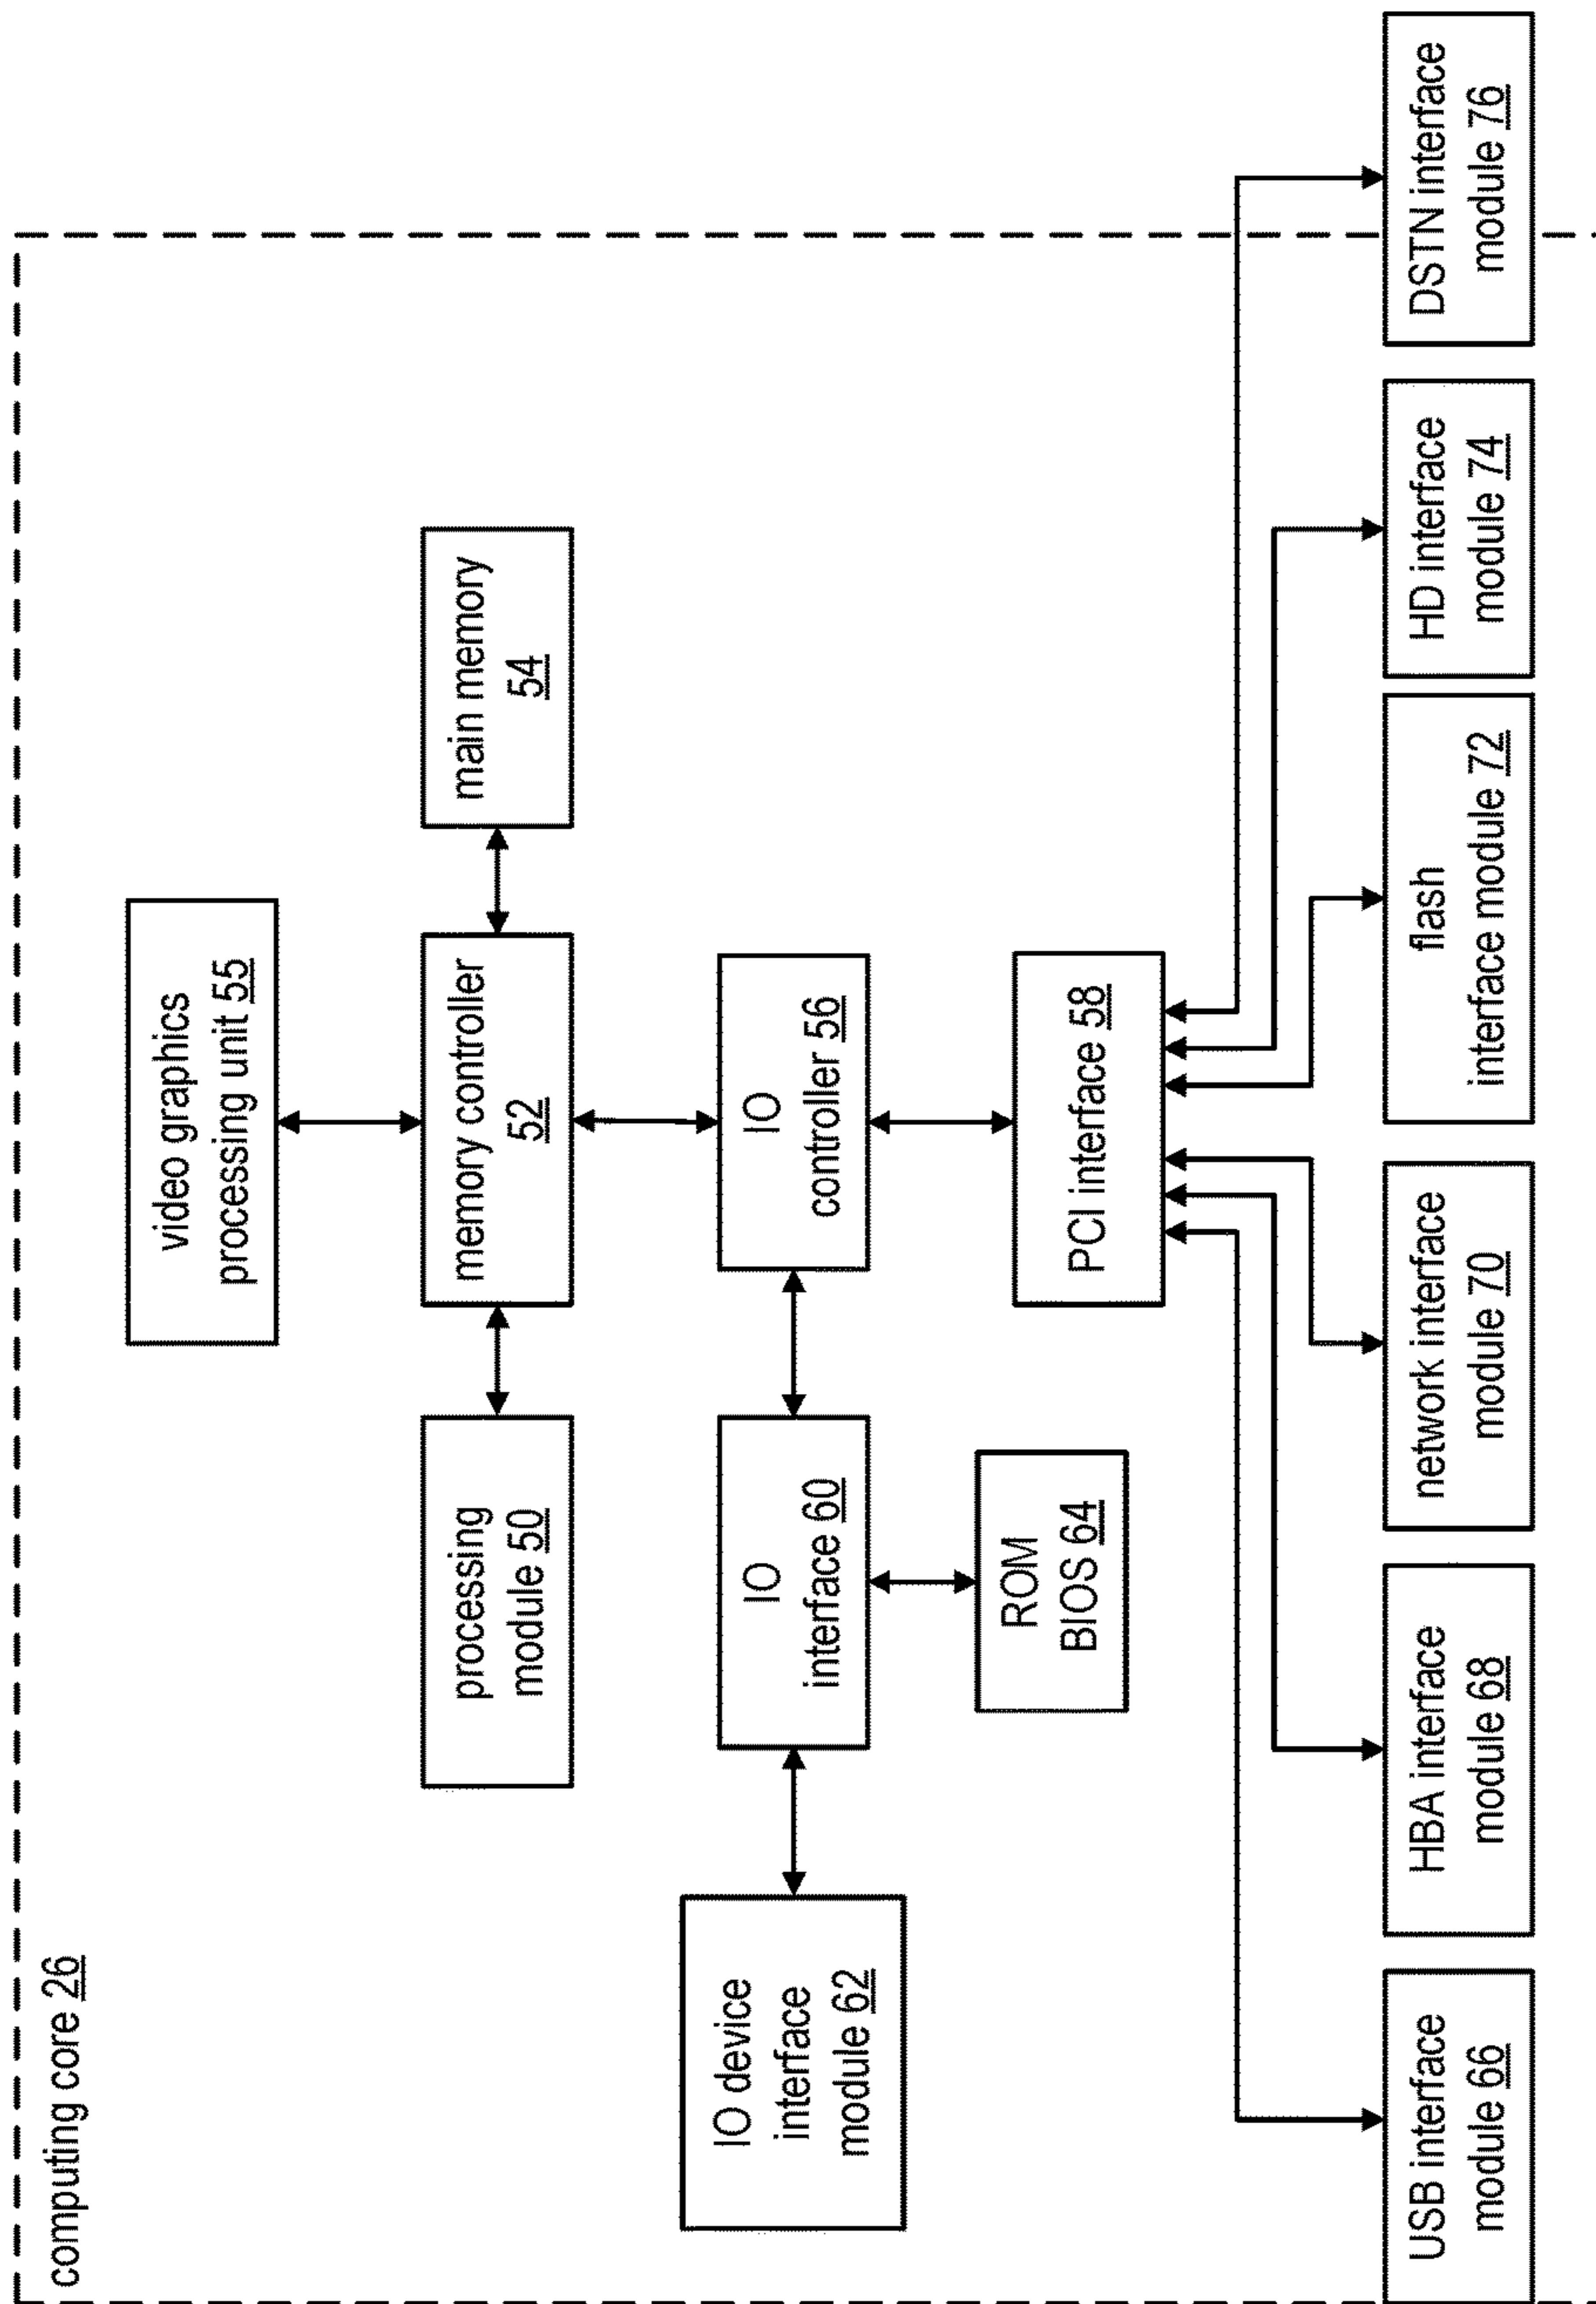 computing core 26
video graphics
processing unit 55
processing
module 50
memory controller
52
main memory
54
IO device
interface
module 62
IO
interface 60
IO
controller 56
ROM
BIOS 64
PCI interface 58
USB interface
module 66
HBA interface
module 68
network interface
module 70
flash
interface module 72
HD interface
module 74
DSTN interface
module 76